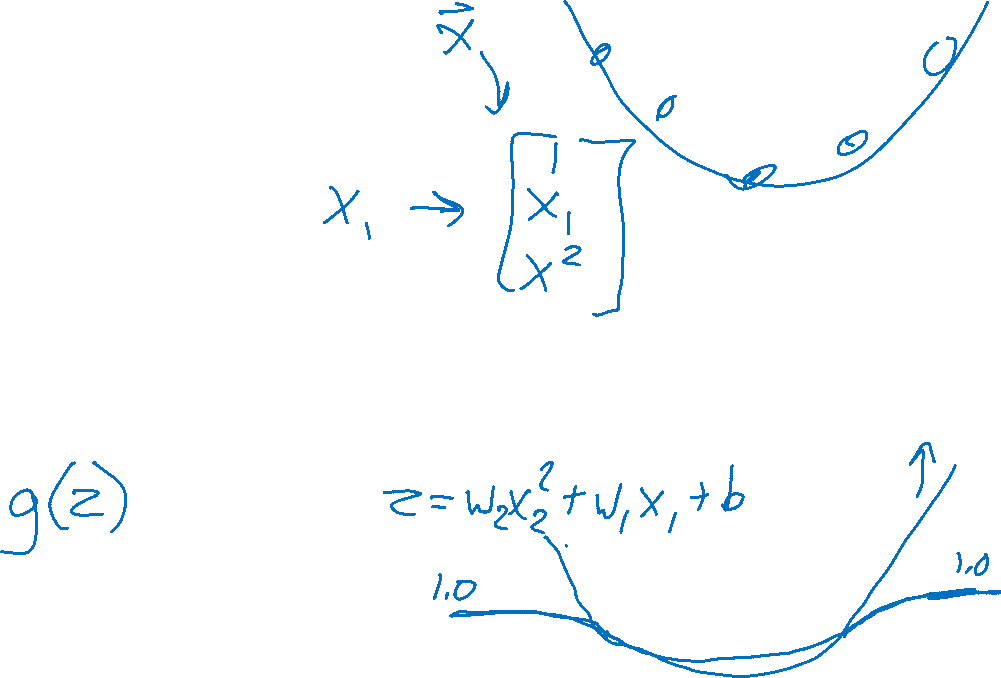 x⃗
1
x₁ → x₁
x²
g(z)
z = w₂x₂² + w₁x₁ + b
1.0
1.0